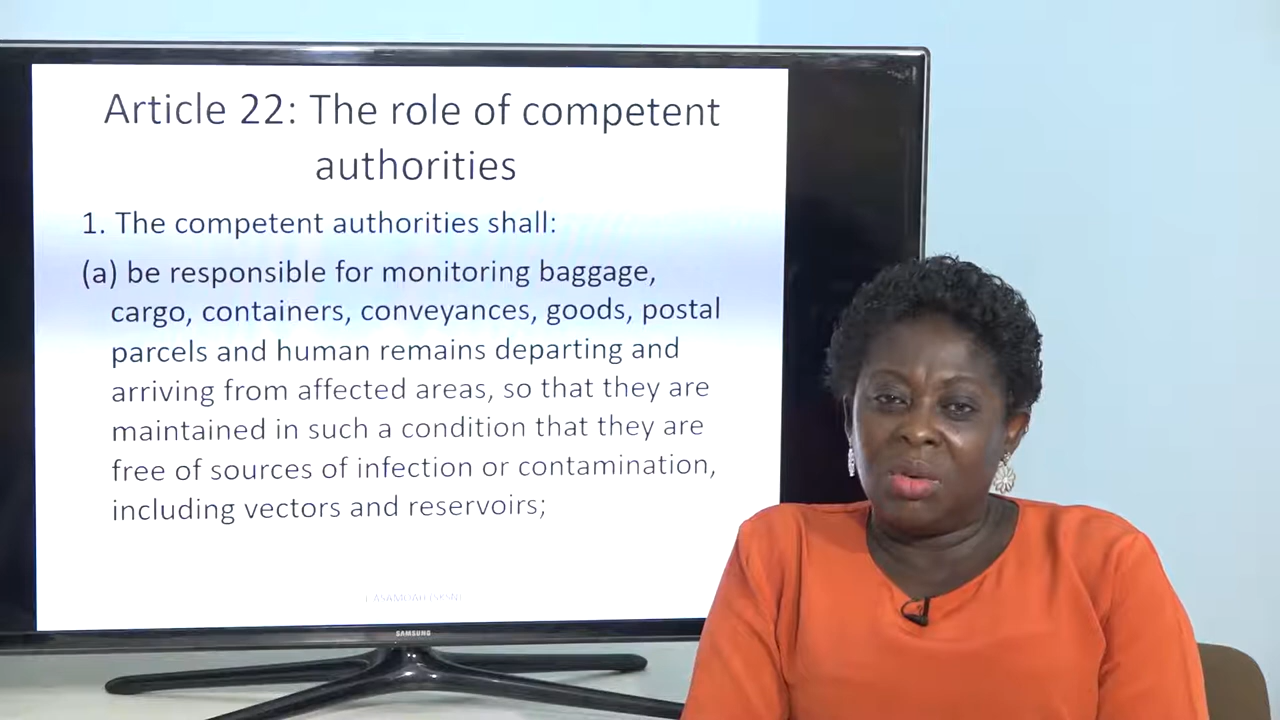 Article 22: The role of competent
authorities
1. The competent authorities shall:
(a) be responsible for monitoring baggage,
cargo, containers, conveyances, goods, postal
parcels and human remains departing and
arriving from affected areas, so that they are
maintained in such a condition that they are
free of sources of infection or contamination,
including vectors and reservoirs;
SAMSUNG